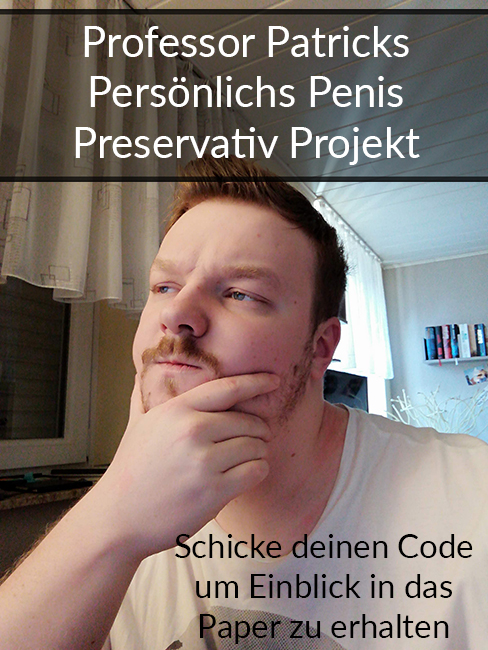 Professor Patricks
Persönlichs Penis
Preservativ Projekt
Schicke deinen Code
um Einblick in das
Paper zu erhalten